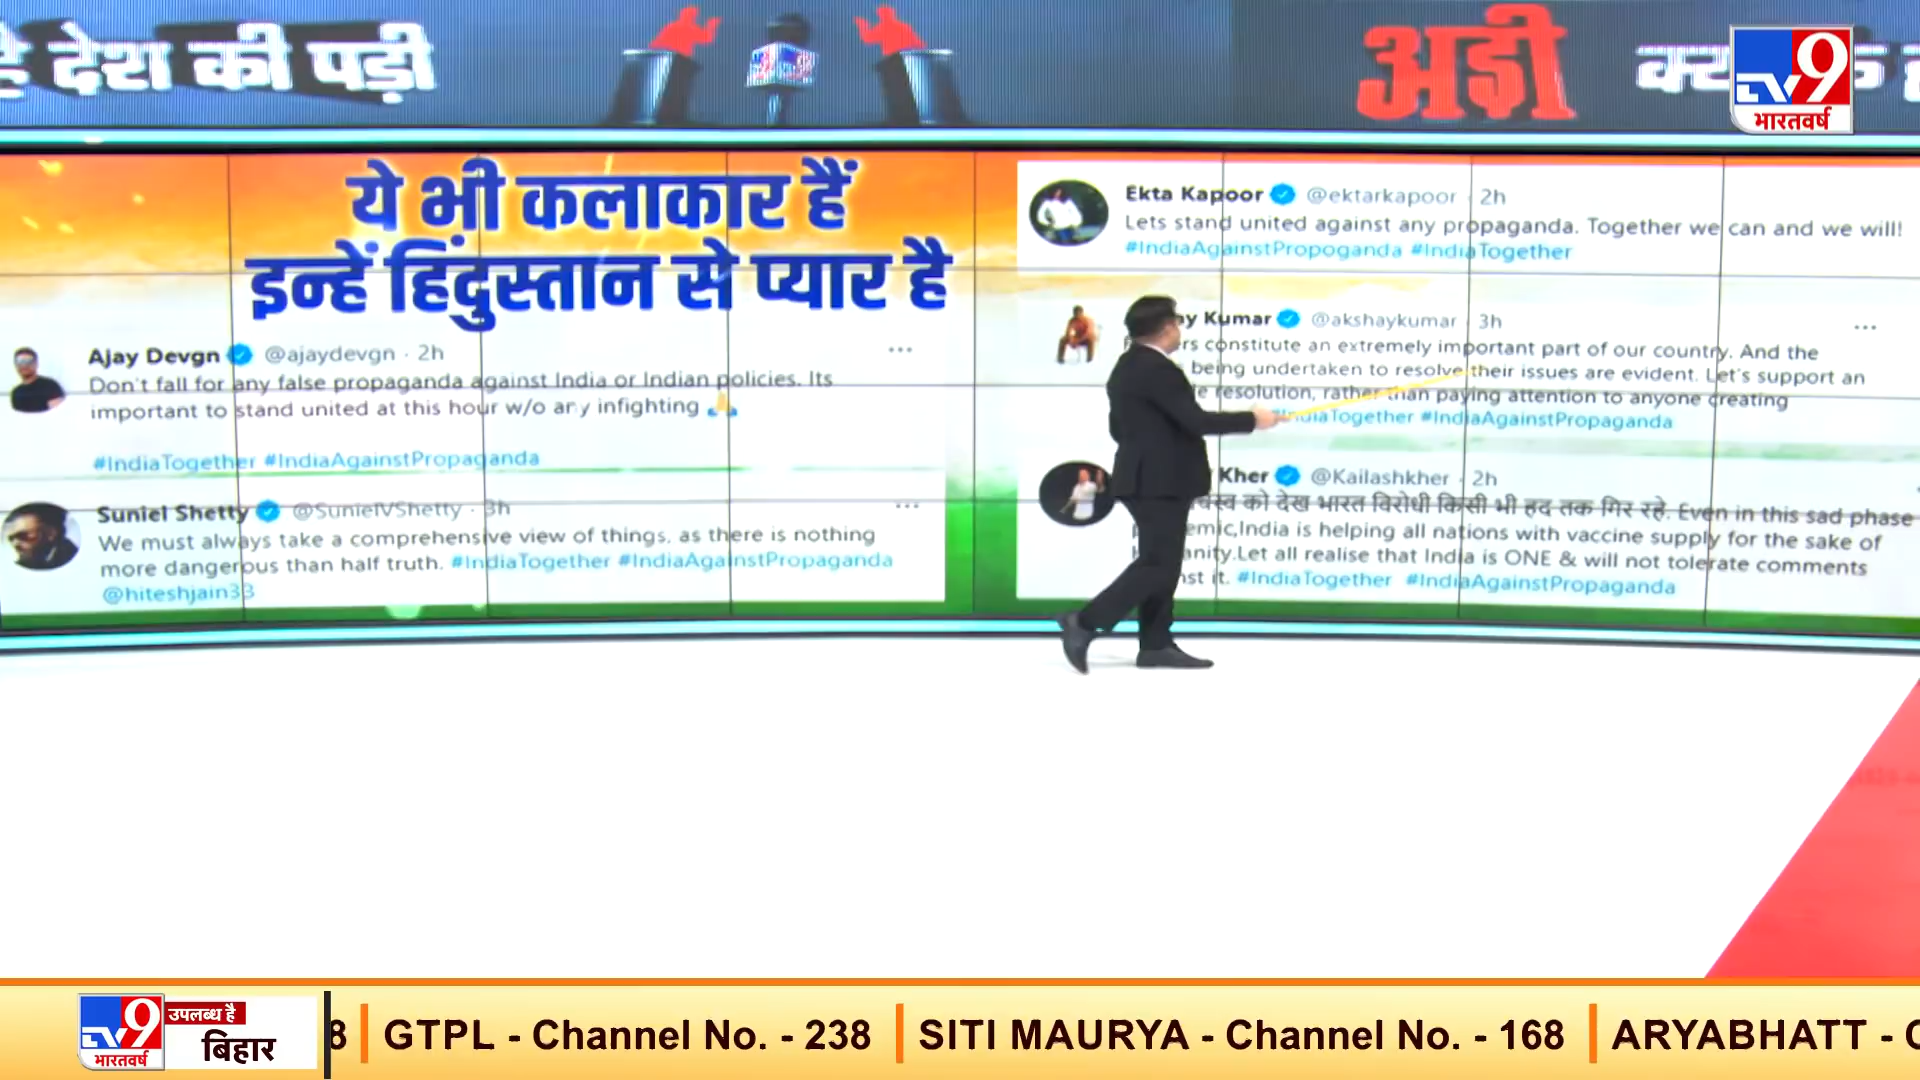 है देश की पड़ी
अड़ी
TV9
भारतवर्ष
ये भी कलाकार हैं
इन्हें हिंदुस्तान से प्यार है
Ajay Devgn @ajaydevgn · 2h
Don't fall for any false propaganda against India or Indian policies. Its
important to stand united at this hour w/o any infighting 🙏
#IndiaTogether #IndiaAgainstPropaganda
Suniel Shetty @SunielVShetty · 3h
We must always take a comprehensive view of things, as there is nothing
more dangerous than half truth. #IndiaTogether #IndiaAgainstPropaganda
@hiteshjain33
Ekta Kapoor @ektarkapoor · 2h
Lets stand united against any propaganda. Together we can and we will!
#IndiaAgainstPropoganda #IndiaTogether
Kumar @akshaykumar · 3h
constitute an extremely important part of our country. And the
being undertaken to resolve their issues are evident. Let's support an
resolution, rather than paying attention to anyone creating
#IndiaTogether #IndiaAgainstPropaganda
Kher @Kailashkher · 2h
को देख भारत विरोधी किसी भी हद तक गिर रहे. Even in this sad phase
India is helping all nations with vaccine supply for the sake of
Let all realise that India is ONE & will not tolerate comments
it. #IndiaTogether #IndiaAgainstPropaganda
TV9
भारतवर्ष
उपलब्ध है
बिहार
8 | GTPL - Channel No. - 238 | SITI MAURYA - Channel No. - 168 | ARYABHATT - C